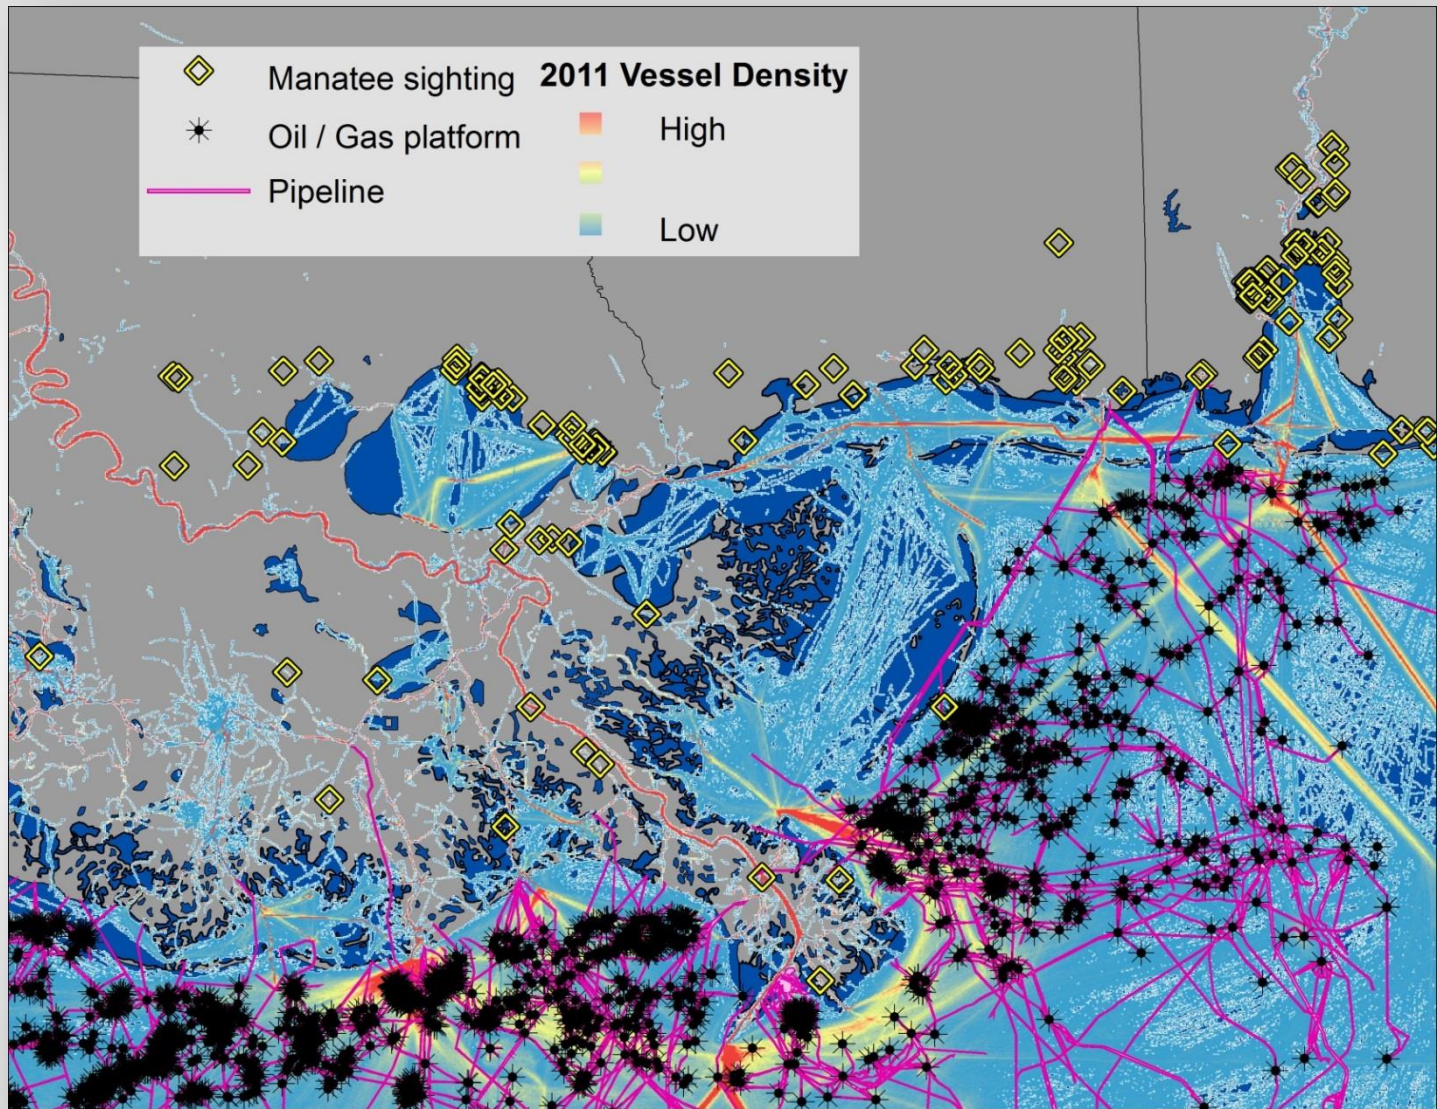 Manatee sighting
Oil / Gas platform
Pipeline
2011 Vessel Density
High
Low